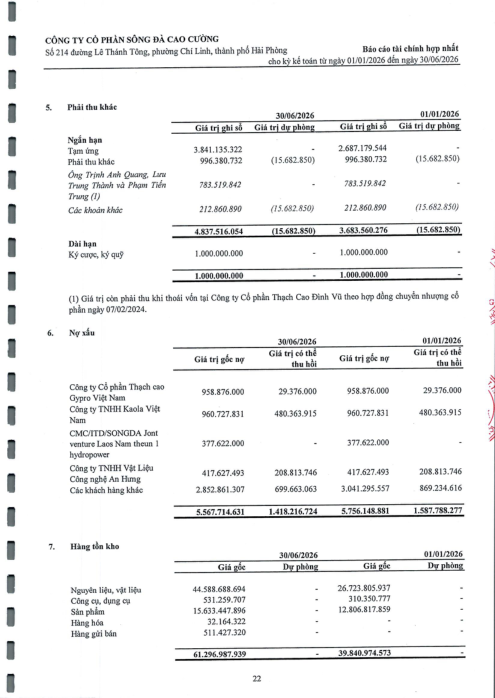 CÔNG TY CỔ PHẦN SÔNG ĐÀ CAO CƯỜNG
Số 214 đường Lê Thánh Tông, phường Chí Linh, thành phố Hải Phòng
Báo cáo tài chính hợp nhất
cho kỳ kế toán từ ngày 01/01/2026 đến ngày 30/06/2026
5. Phải thu khác
30/06/2026 01/01/2026
Giá trị ghi sổ Giá trị dự phòng Giá trị ghi sổ Giá trị dự phòng
Ngắn hạn
Tạm ứng 3.841.135.322 - 2.687.179.544 -
Phải thu khác 996.380.732 (15.682.850) 996.380.732 (15.682.850)
Ông Trịnh Anh Quang, Lưu
Trung Thành và Phạm Tiến 783.519.842 783.519.842
Trung (1)
Các khoản khác 212.860.890 (15.682.850) 212.860.890 (15.682.850)
4.837.516.054 (15.682.850) 3.683.560.276 (15.682.850)
Dài hạn
Ký cược, ký quỹ 1.000.000.000 - 1.000.000.000 -
1.000.000.000 - 1.000.000.000 -
(1) Giá trị còn phải thu khi thoái vốn tại Công ty Cổ phần Thạch Cao Đình Vũ theo hợp đồng chuyển nhượng cổ
phần ngày 07/02/2024.
6. Nợ xấu
30/06/2026 01/01/2026
Giá trị gốc nợ Giá trị có thể Giá trị gốc nợ Giá trị có thể
thu hồi thu hồi
Công ty Cổ phần Thạch cao 958.876.000 29.376.000 958.876.000 29.376.000
Gypro Việt Nam
Công ty TNHH Kaola Việt 960.727.831 480.363.915 960.727.831 480.363.915
Nam
CMC/ITD/SONGDA Jont
venture Laos Nam theun 1 377.622.000 - 377.622.000 -
hydropower
Công ty TNHH Vật Liệu 417.627.493 208.813.746 417.627.493 208.813.746
Công nghệ An Hưng
Các khách hàng khác 2.852.861.307 699.663.063 3.041.295.557 869.234.616
5.567.714.631 1.418.216.724 5.756.148.881 1.587.788.277
7. Hàng tồn kho
30/06/2026 01/01/2026
Giá gốc Dự phòng Giá gốc Dự phòng
Nguyên liệu, vật liệu 44.588.688.694 - 26.723.805.937 -
Công cụ, dụng cụ 531.259.707 - 310.350.777 -
Sản phẩm 15.633.447.896 - 12.806.817.859 -
Hàng hóa 32.164.322 - - -
Hàng gửi bán 511.427.320 - - -
61.296.987.939 - 39.840.974.573 -
22